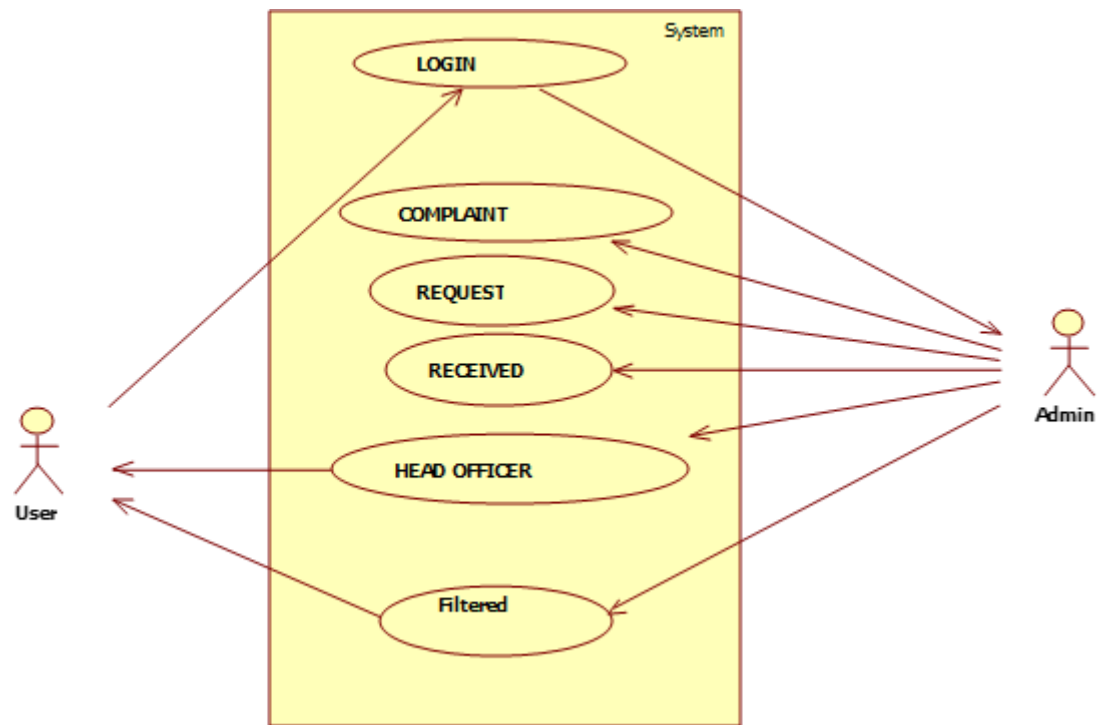 System
LOGIN
COMPLAINT
REQUEST
RECEIVED
Admin
HEAD OFFICER
User
Filtered